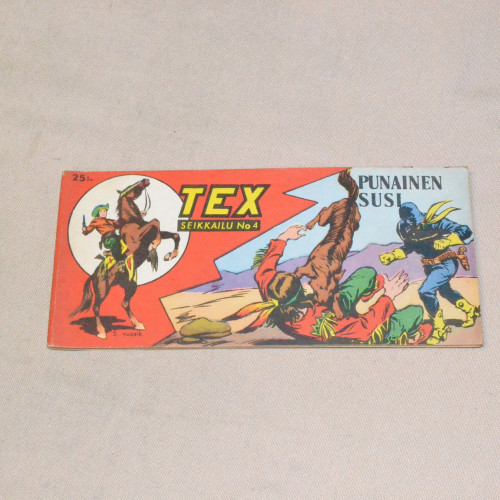 25:-
TEX
SEIKKAILU No 4
PUNAINEN
SUSI